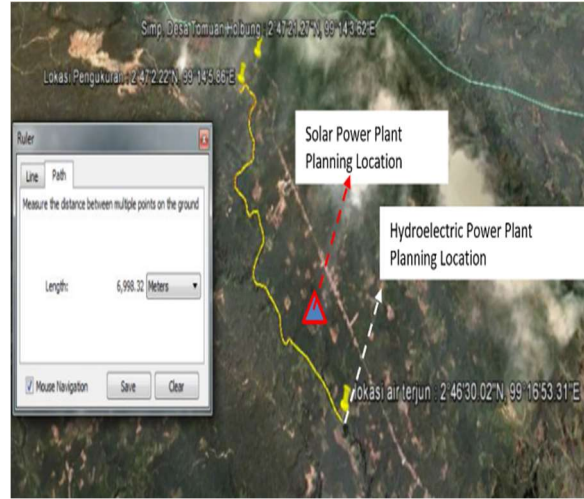 Simp. Desa Tomuan Holbung : 2°47'21.27"N, 99°14'3.62"E
Lokasi Pengukuran : 2°47'2.22"N, 99°14'5.86"E
Ruler
Line Path
Measure the distance between multiple points on the ground
Length: 6,998.32 Meters
Mouse Navigation Save Clear
Solar Power Plant
Planning Location
Hydroelectric Power Plant
Planning Location
lokasi air terjun : 2°46'30.02"N, 99°16'53.31"E